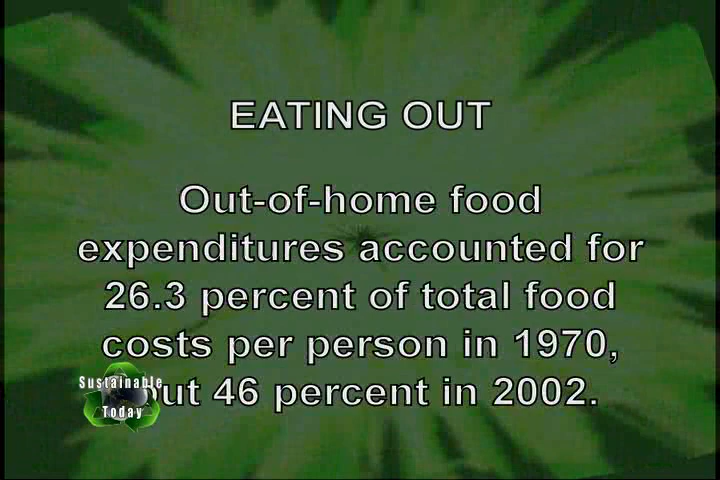 EATING OUT
Out-of-home food
expenditures accounted for
26.3 percent of total food
costs per person in 1970,
but 46 percent in 2002.
Sustainable
Today